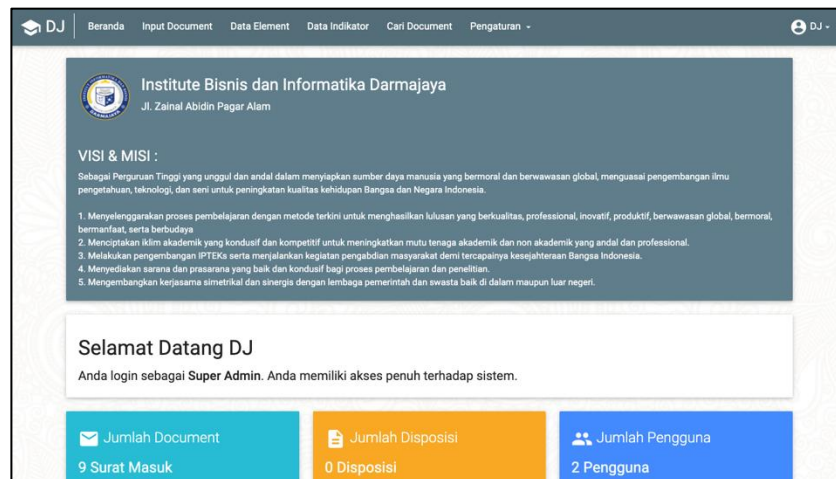 DJ Beranda Input Document Data Element Data Indikator Cari Document Pengaturan DJ
Institute Bisnis dan Informatika Darmajaya
Jl. Zainal Abidin Pagar Alam
DARMAJAYA
VISI & MISI :
Sebagai Perguruan Tinggi yang unggul dan andal dalam menyiapkan sumber daya manusia yang bermoral dan berwawasan global, menguasai pengembangan ilmu
pengetahuan, teknologi, dan seni untuk peningkatan kualitas kehidupan Bangsa dan Negara Indonesia.
1. Menyelenggarakan proses pembelajaran dengan metode terkini untuk menghasilkan lulusan yang berkualitas, professional, inovatif, produktif, berwawasan global, bermoral,
bermanfaat, serta berbudaya
2. Menciptakan iklim akademik yang kondusif dan kompetitif untuk meningkatkan mutu tenaga akademik dan non akademik yang andal dan professional.
3. Melakukan pengembangan IPTEKs serta menjalankan kegiatan pengabdian masyarakat demi tercapainya kesejahteraan Bangsa Indonesia.
4. Menyediakan sarana dan prasarana yang baik dan kondusif bagi proses pembelajaran dan penelitian.
5. Mengembangkan kerjasama simetrikal dan sinergis dengan lembaga pemerintah dan swasta baik di dalam maupun luar negeri.
Selamat Datang DJ
Anda login sebagai Super Admin. Anda memiliki akses penuh terhadap sistem.
Jumlah Document
9 Surat Masuk
Jumlah Disposisi
0 Disposisi
Jumlah Pengguna
2 Pengguna